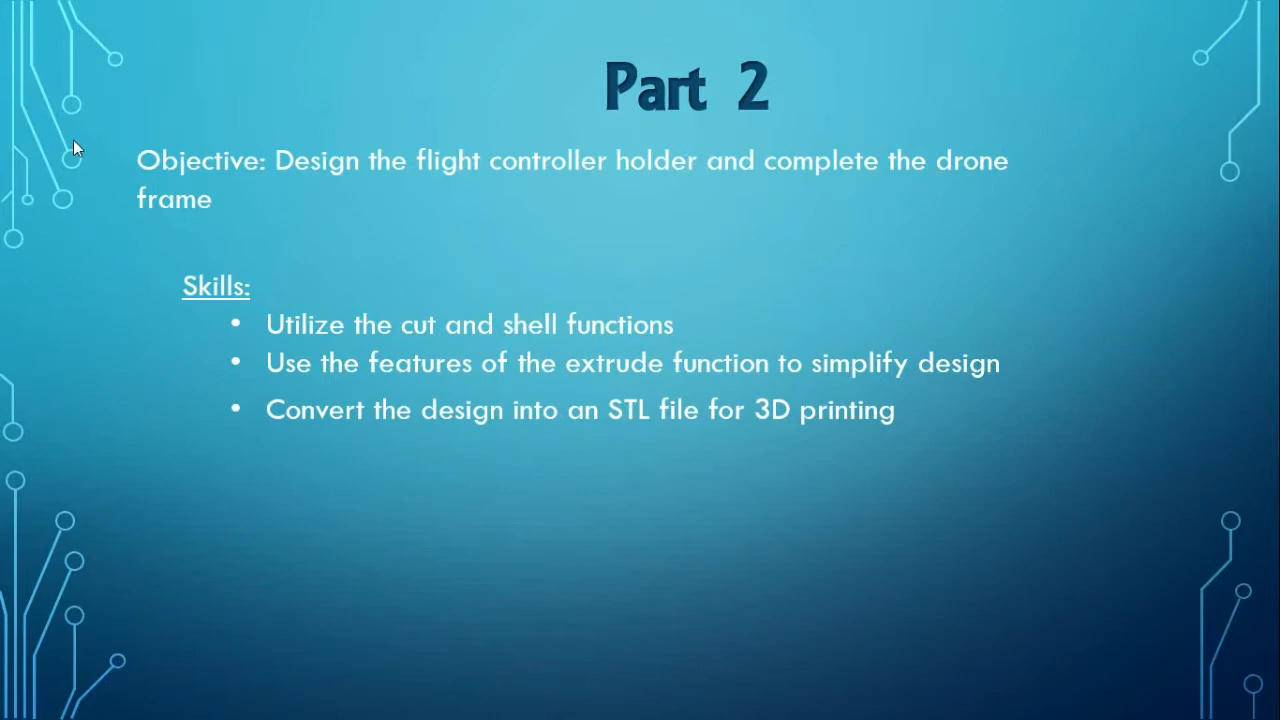 Part 2
Objective: Design the flight controller holder and complete the drone
frame
Skills:
• Utilize the cut and shell functions
• Use the features of the extrude function to simplify design
• Convert the design into an STL file for 3D printing